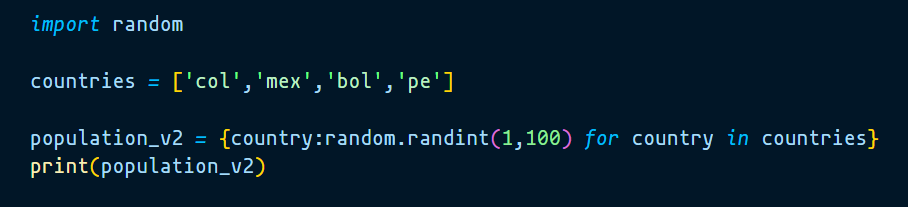 import random
countries = ['col','mex','bol','pe']
population_v2 = {country:random.randint(1,100) for country in countries}
print(population_v2)